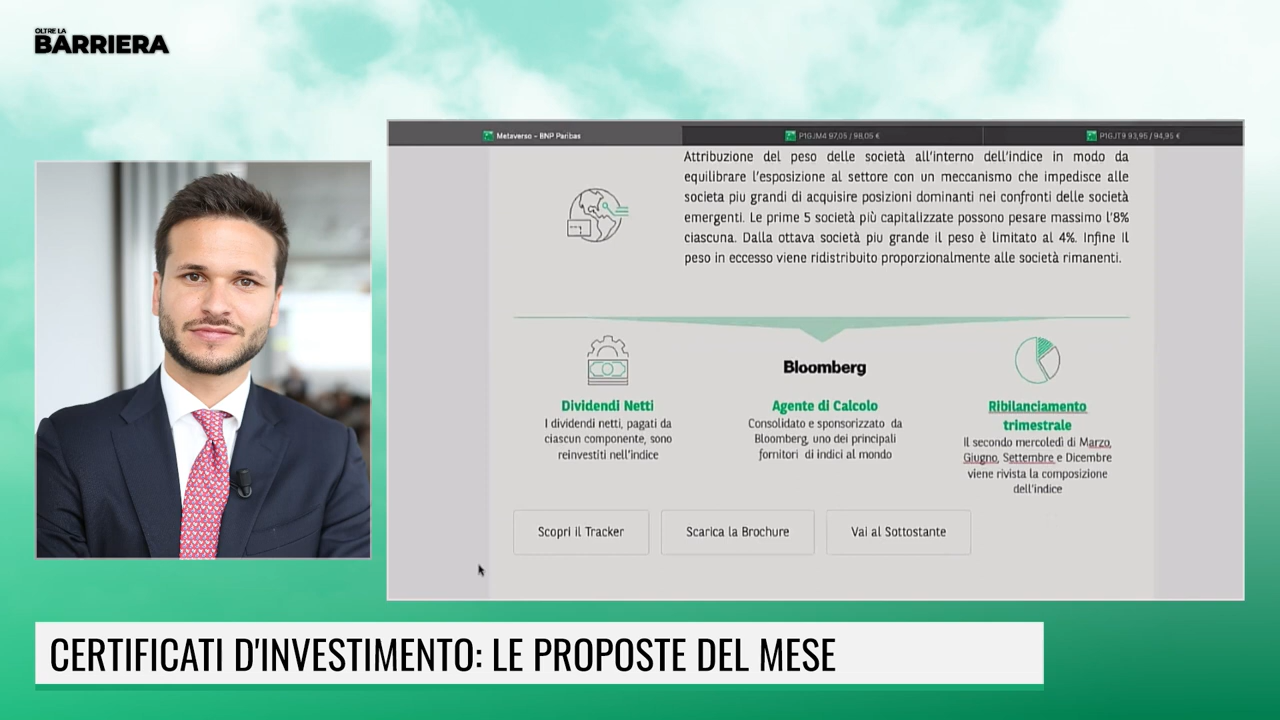 OLTRE LA
BARRIERA
Metaverso - BNP Paribas
P1GJM4 97,05 / 98,05 €
P1GJT9 93,95 / 94,95 €
Attribuzione del peso delle società all'interno dell'indice in modo da
equilibrare l'esposizione al settore con un meccanismo che impedisce alle
societa piu grandi di acquisire posizioni dominanti nei confronti delle società
emergenti. Le prime 5 società più capitalizzate possono pesare massimo l'8%
ciascuna. Dalla ottava società piu grande il peso è limitato al 4%. Infine il
peso in eccesso viene ridistribuito proporzionalmente alle società rimanenti.
Dividendi Netti
I dividendi netti, pagati da
ciascun componente, sono
reinvestiti nell'indice
Bloomberg
Agente di Calcolo
Consolidato e sponsorizzato da
Bloomberg, uno dei principali
fornitori di indici al mondo
Ribilanciamento
trimestrale
Il secondo mercoledì di Marzo,
Giugno, Settembre e Dicembre
viene rivista la composizione
dell'indice
Scopri il Tracker
Scarica la Brochure
Vai al Sottostante
CERTIFICATI D'INVESTIMENTO: LE PROPOSTE DEL MESE